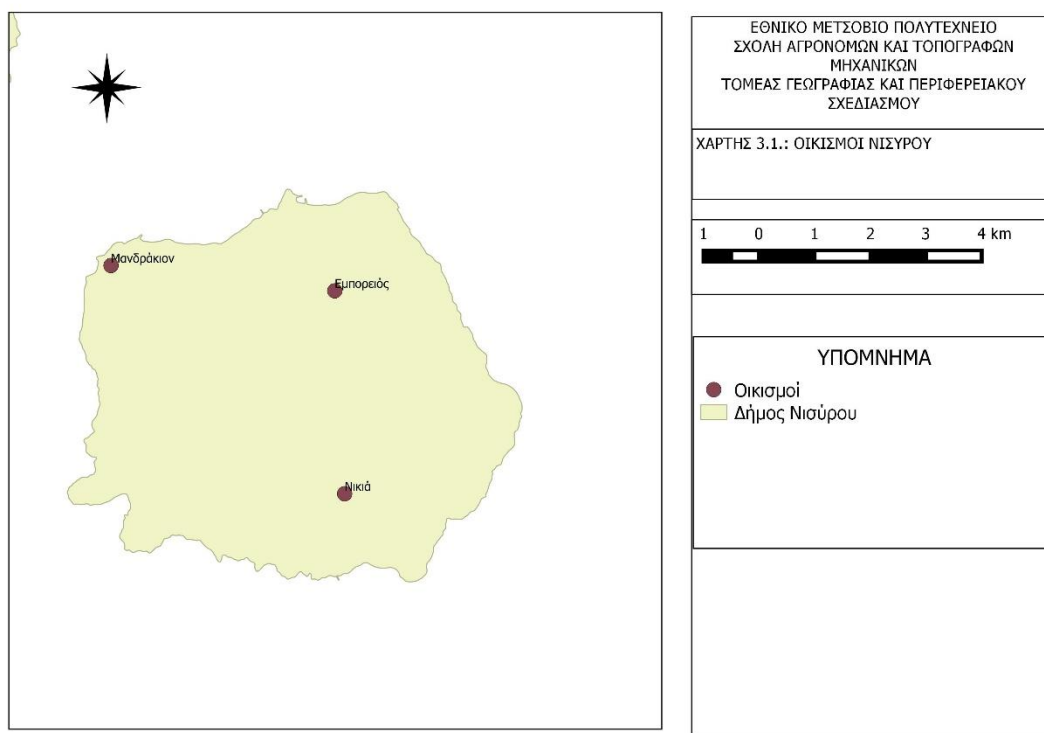 ΕΘΝΙΚΟ ΜΕΤΣΟΒΙΟ ΠΟΛΥΤΕΧΝΕΙΟ
ΣΧΟΛΗ ΑΓΡΟΝΟΜΩΝ ΚΑΙ ΤΟΠΟΓΡΑΦΩΝ
ΜΗΧΑΝΙΚΩΝ
ΤΟΜΕΑΣ ΓΕΩΓΡΑΦΙΑΣ ΚΑΙ ΠΕΡΙΦΕΡΕΙΑΚΟΥ
ΣΧΕΔΙΑΣΜΟΥ
ΧΑΡΤΗΣ 3.1.: ΟΙΚΙΣΜΟΙ ΝΙΣΥΡΟΥ
1 0 1 2 3 4 km
ΥΠΟΜΝΗΜΑ
Οικισμοί
Δήμος Νισύρου
Μανδράκιον
Εμπορειός
Νικιά